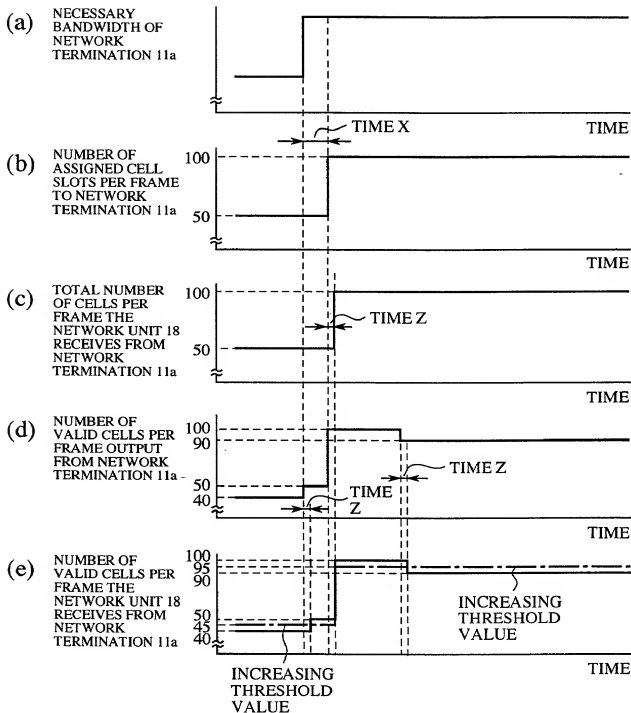 (a) NECESSARY
BANDWIDTH OF
NETWORK
TERMINATION 11a
TIME
TIME X
(b) NUMBER OF
ASSIGNED CELL
SLOTS PER FRAME
TO NETWORK
TERMINATION 11a
100
50
TIME
(c) TOTAL NUMBER
OF CELLS PER
FRAME THE
NETWORK UNIT 18
RECEIVES FROM
NETWORK
TERMINATION 11a
100
50
TIME Z
TIME
(d) NUMBER OF
VALID CELLS PER
FRAME OUTPUT
FROM NETWORK
TERMINATION 11a
100
90
50
40
TIME Z
TIME
Z
TIME
(e) NUMBER OF
VALID CELLS PER
FRAME THE
NETWORK UNIT 18
RECEIVES FROM
NETWORK
TERMINATION 11a
100
95
90
50
45
40
INCREASING
THRESHOLD
VALUE
INCREASING
THRESHOLD
VALUE
TIME